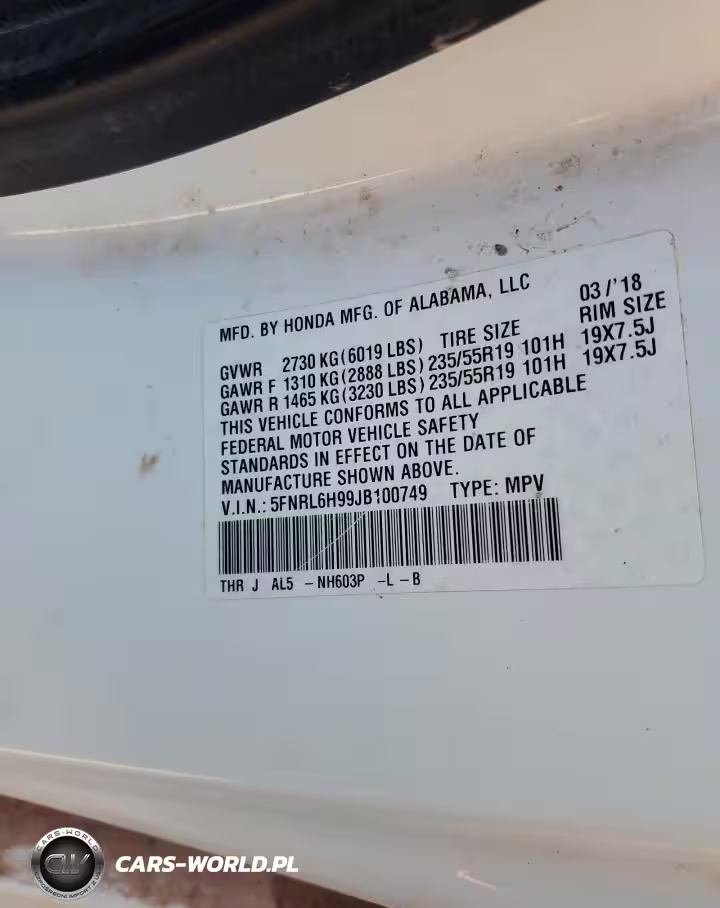 MFD. BY HONDA MFG. OF ALABAMA, LLC 03/'18
GVWR 2730 KG (6019 LBS) TIRE SIZE RIM SIZE
GAWR F 1310 KG (2888 LBS) 235/55R19 101H 19X7.5J
GAWR R 1465 KG (3230 LBS) 235/55R19 101H 19X7.5J
THIS VEHICLE CONFORMS TO ALL APPLICABLE
FEDERAL MOTOR VEHICLE SAFETY
STANDARDS IN EFFECT ON THE DATE OF
MANUFACTURE SHOWN ABOVE.
V.I.N.: 5FNRL6H99JB100749 TYPE: MPV
THR J AL5 -NH603P -L -B
CARS-WORLD
CW
CARS-WORLD.PL